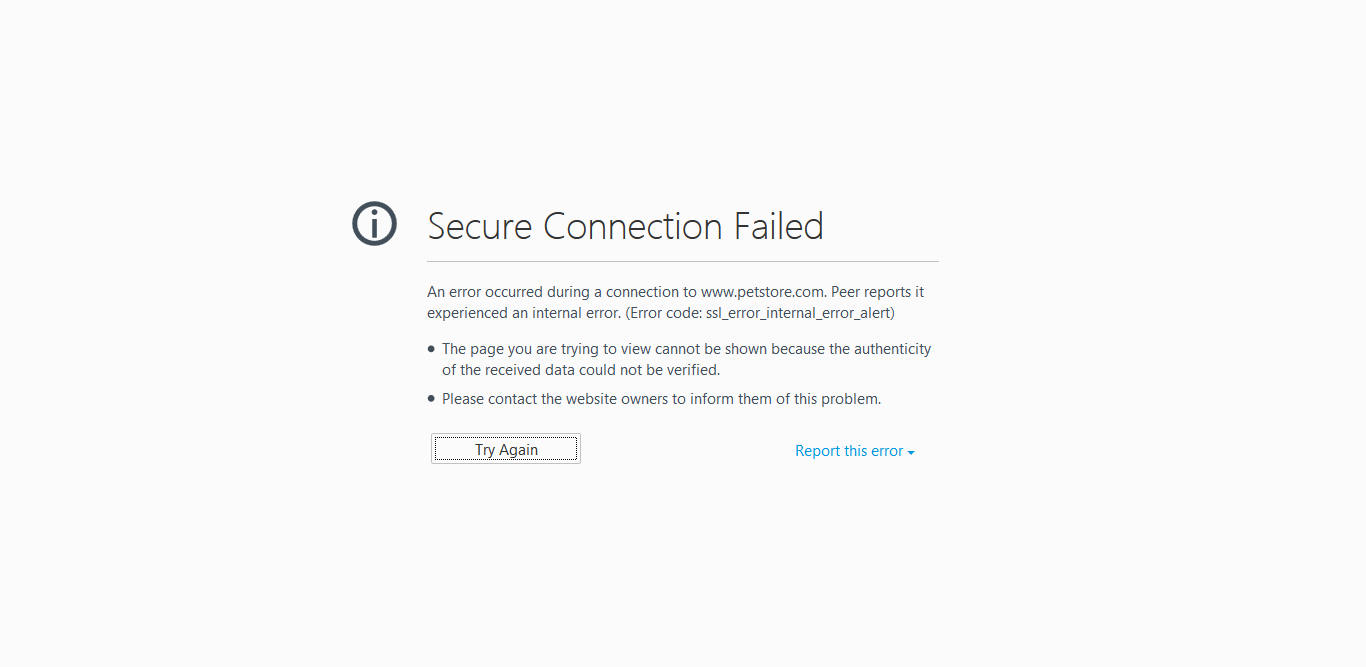 Secure Connection Failed
An error occurred during a connection to www.petstore.com. Peer reports it
experienced an internal error. (Error code: ssl_error_internal_error_alert)
The page you are trying to view cannot be shown because the authenticity
of the received data could not be verified.
Please contact the website owners to inform them of this problem.
Try Again
Report this error